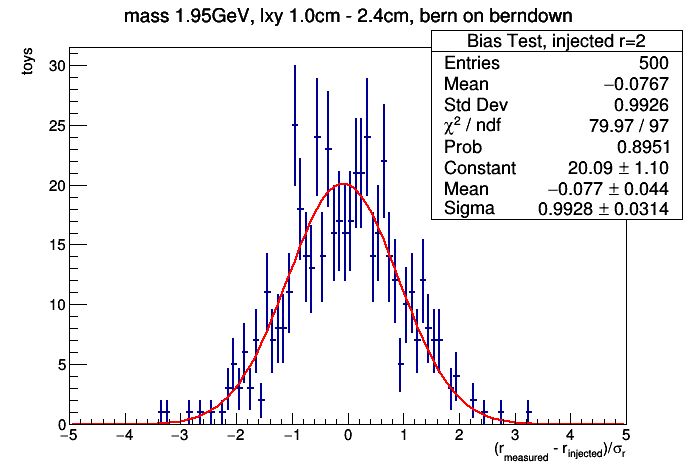 mass 1.95GeV, lxy 1.0cm - 2.4cm, bern on berndown
Bias Test, injected r=2
Entries 500
Mean −0.0767
Std Dev 0.9926
χ² / ndf 79.97 / 97
Prob 0.8951
Constant 20.09 ± 1.10
Mean −0.077 ± 0.044
Sigma 0.9928 ± 0.0314
toys
30
25
20
15
10
5
0
−5 −4 −3 −2 −1 0 1 2 3 4 5
(r_measured - r_injected)/σ_r